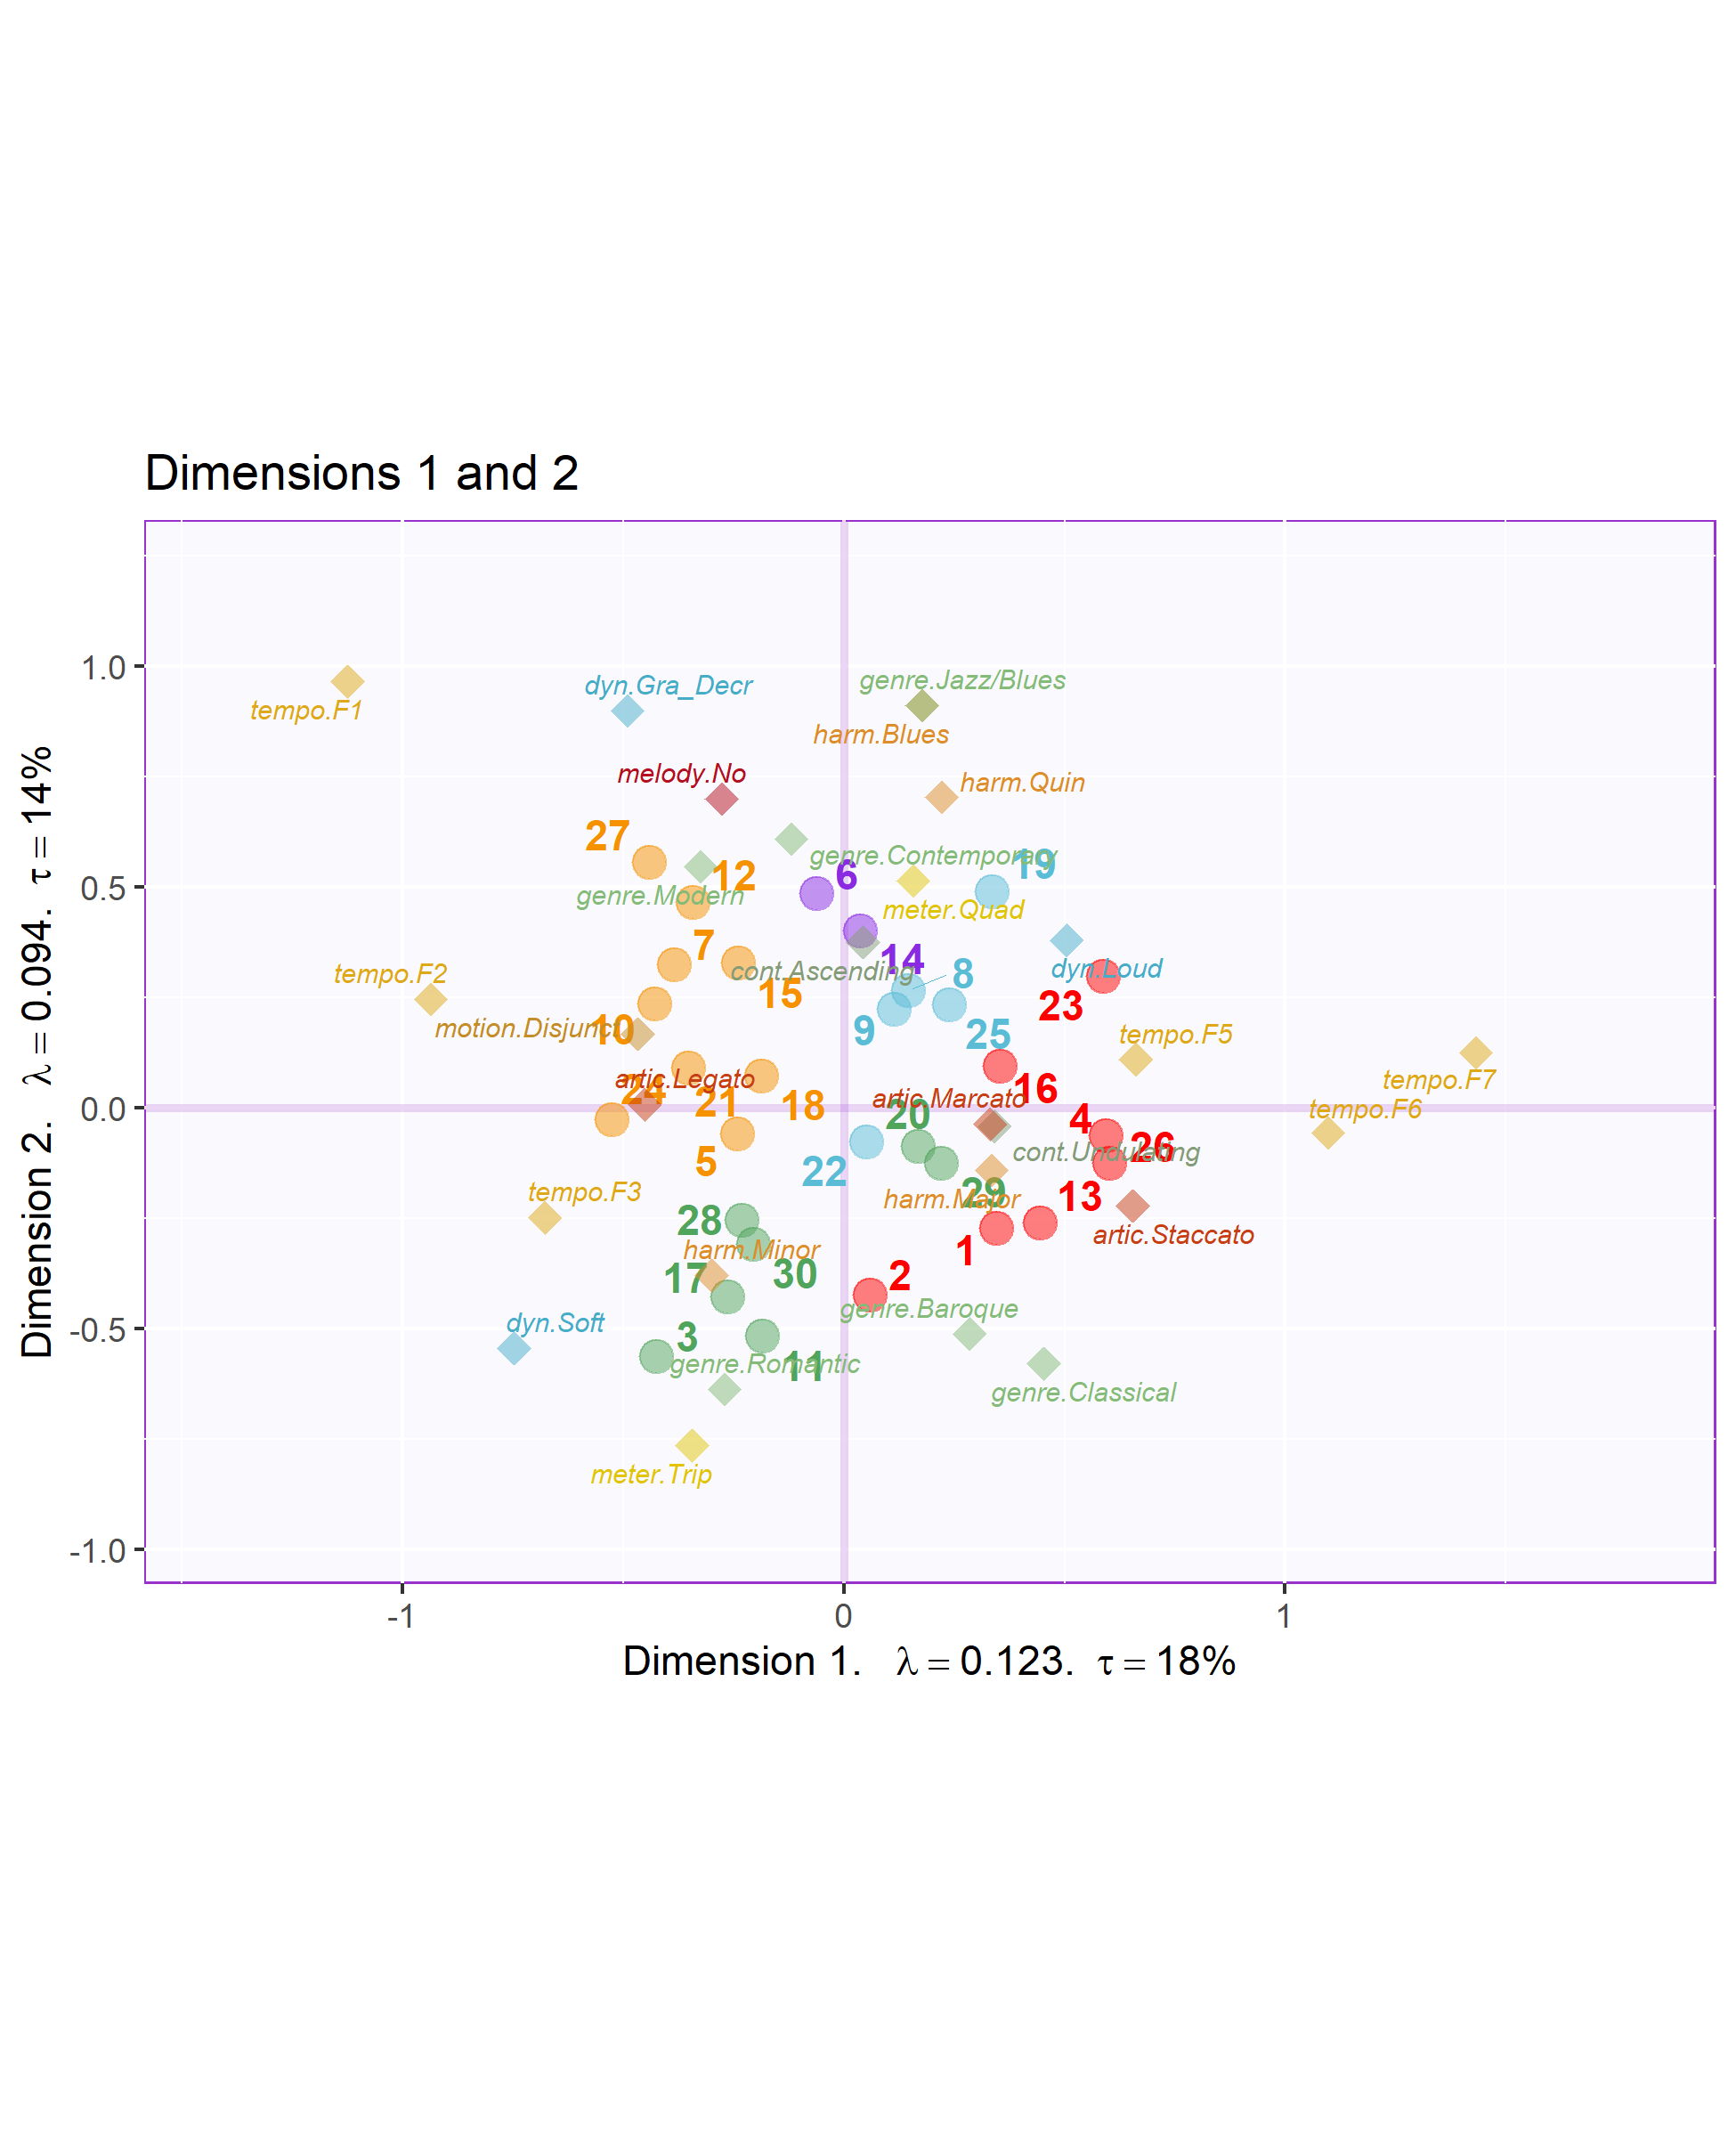 Dimensions 1 and 2
genre.Jazz/Blues
dyn.Gra_Decr
1.0
tempo.F1
harm.Blues
melody.No
harm.Quin
27
genre.Contemporary
19
12
6
0.5
genre.Modern
meter.Quad
7
14
dyn.Loud
tempo.F2
cont.Ascending
8
15
23
motion.Disjunct
10
9
25
tempo.F5
artic.Legato
tempo.F7
24
21
18
artic.Marcato
16
0.0
20
4
tempo.F6
5
22
cont.Undulating
26
tempo.F3
29
harm.Major
13
28
artic.Staccato
harm.Minor
1
17
30
2
genre.Baroque
dyn.Soft
-0.5
3
genre.Romantic
11
genre.Classical
meter.Trip
-1.0
-1
0
1
Dimension 1. λ = 0.123. τ = 18%
Dimension 2. λ = 0.094. τ = 14%